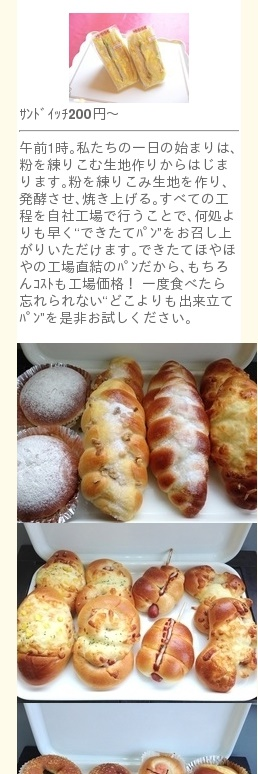 ｻﾝﾄﾞｲｯﾁ200円～
午前1時。私たちの一日の始まりは、
粉を練りこむ生地作りからはじま
ります。粉を練りこみ生地を作り、
発酵させ、焼き上げる。すべての工
程を自社工場で行うことで、何処よ
りも早く“できたてﾊﾟﾝ”をお召し上
がりいただけます。できたてほやほ
やの工場直結のﾊﾟﾝだから、もちろ
んｺｽﾄも工場価格！ 一度食べたら
忘れられない“どこよりも出来立て
ﾊﾟﾝ”を是非お試しください。